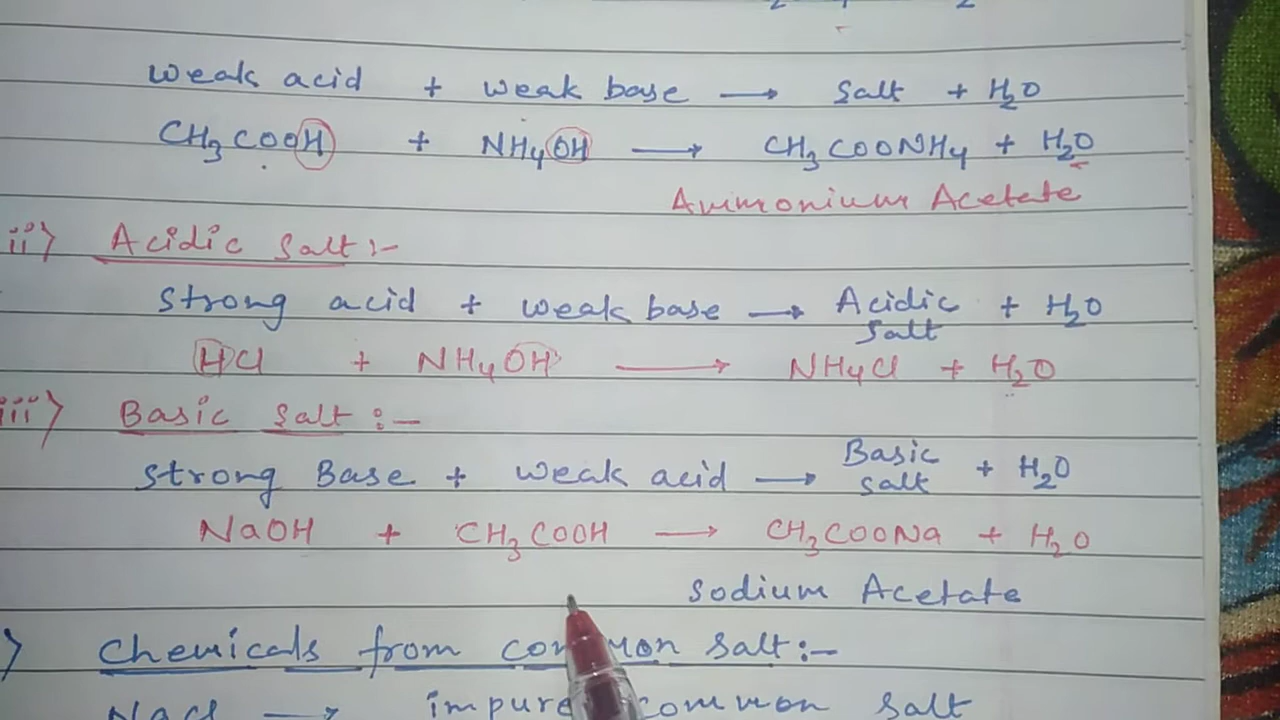 weak acid + weak base → Salt + H₂O
CH₃COOH + NH₄OH → CH₃COONH₄ + H₂O
Ammonium Acetate
ii) Acidic Salt :-
strong acid + weak base → Acidic Salt + H₂O
HCl + NH₄OH → NH₄Cl + H₂O
iii) Basic Salt :-
strong Base + weak acid → Basic salt + H₂O
NaOH + CH₃COOH → CH₃COONa + H₂O
sodium Acetate
) Chemicals from common salt :-
NaCl → impure common salt